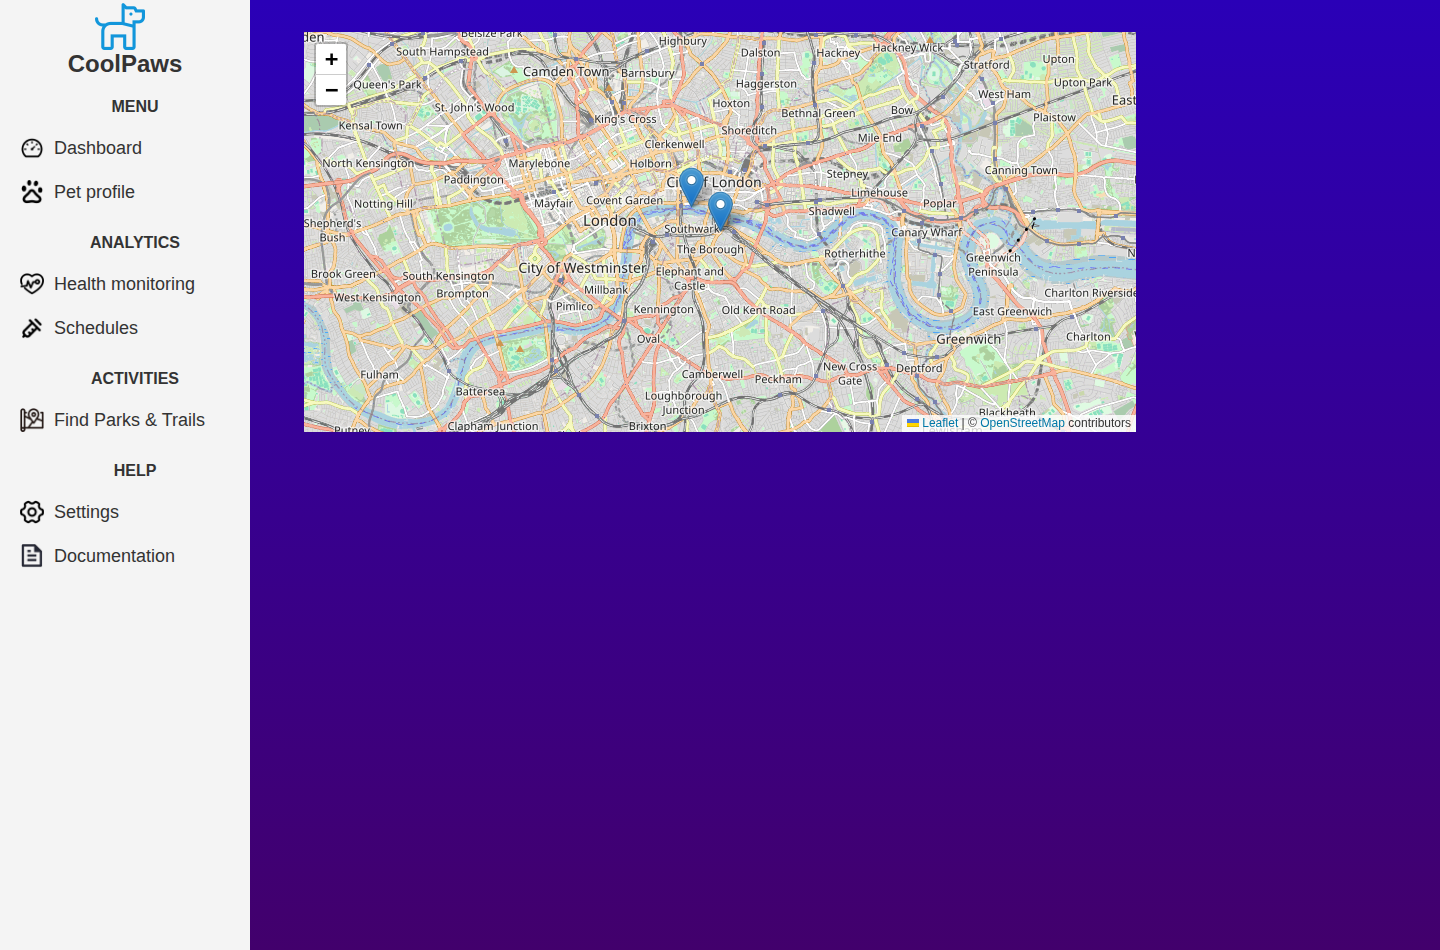 CoolPaws
MENU
Dashboard
Pet profile
ANALYTICS
Health monitoring
Schedules
ACTIVITIES
Find Parks & Trails
HELP
Settings
Documentation
+
−
den
Belsize Park
Highbury
Hackney Wick
South Hampstead
Dalston
Hackney
Stratford
Upton
Camden Town
Barnsbury
Queen's Park
Haggerston
Upton Park
West Ham
East
St. John's Wood
Hoxton
Bethnal Green
Bow
Kensal Town
King's Cross
Plaistow
Shoreditch
Mile End
Clerkenwell
North Kensington
Marylebone
Holborn
Canning Town
Paddington
Ci
f London
Stepney
Limehouse
Notting Hill
Mayfair
Covent Garden
Shadwell
Poplar
Shepherd's
Bush
London
Southwark
Canary Wharf
The Borough
Rotherhithe
Greenwich
Peninsula
N
Brook Green
South Kensington
City of Westminster
Elephant and
Castle
West Kensington
Brompton
Millbank
Charlton Riverside
Pimlico
Kennington
Old Kent Road
East Greenwich
Oval
Greenwich
Charlton
Fulham
Camberwell
Peckham
New Cross
Gate
Deptford
Battersea
Loughborough
Junction
Blackheath
Putney
Clapham Junction
Brixton
Leaflet | © OpenStreetMap contributors